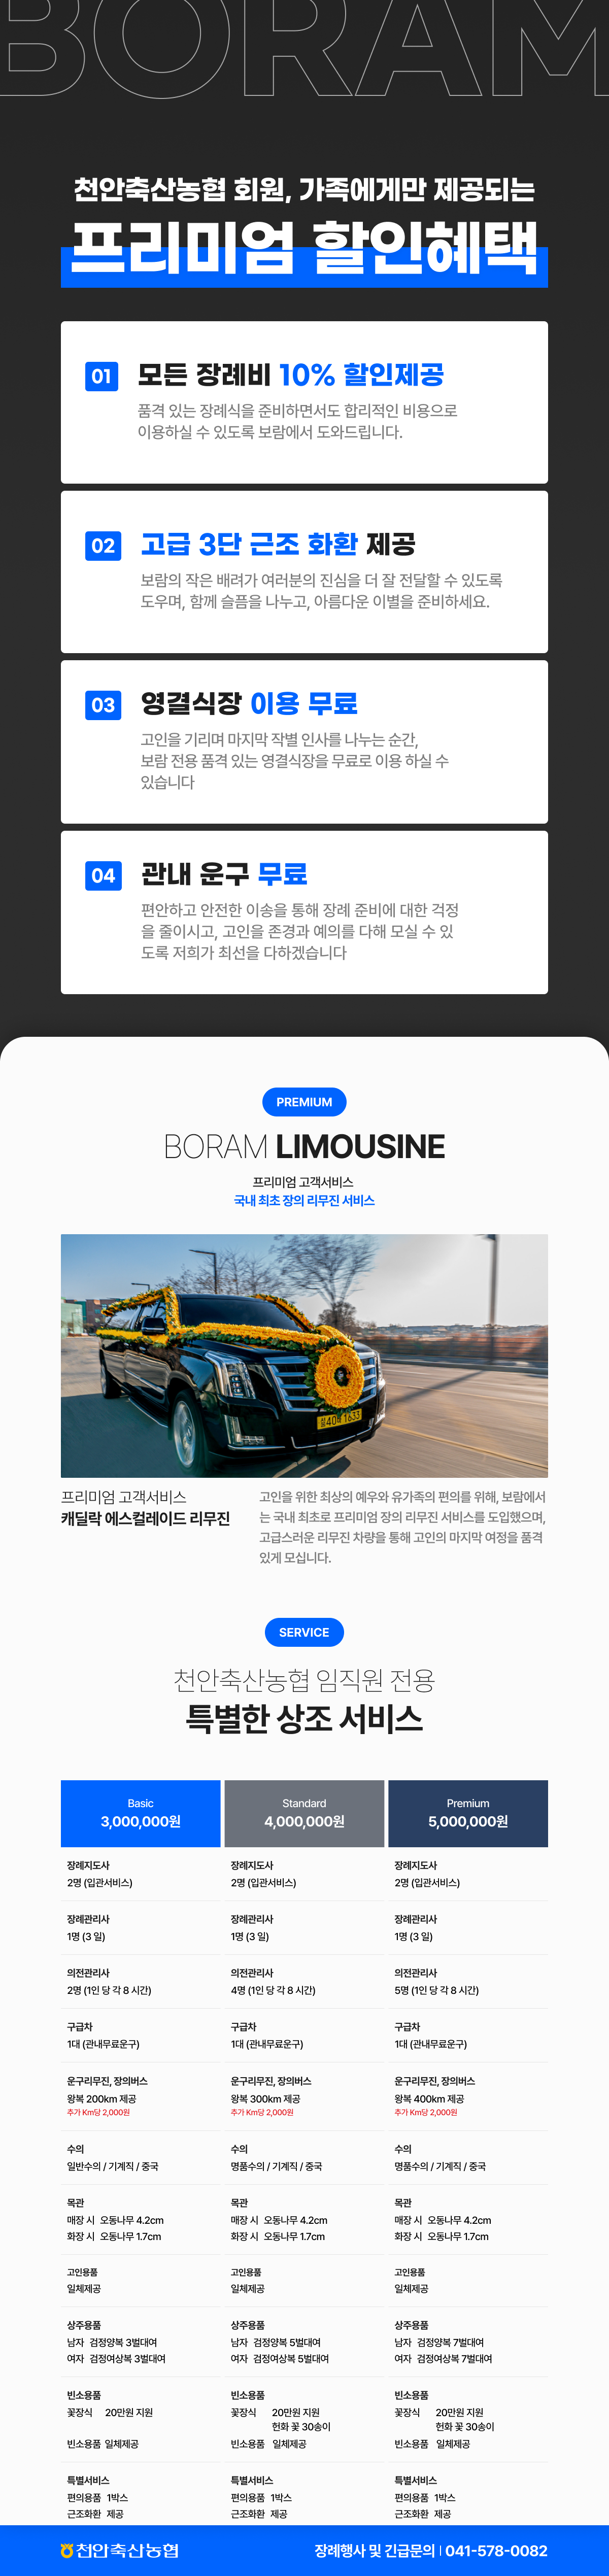 BORAM
천안축산농협 회원, 가족에게만 제공되는
프리미엄 할인혜택
01 모든 장례비 10% 할인제공
품격 있는 장례식을 준비하면서도 합리적인 비용으로
이용하실 수 있도록 보람에서 도와드립니다.
02 고급 3단 근조 화환 제공
보람의 작은 배려가 여러분의 진심을 더 잘 전달할 수 있도록
도우며, 함께 슬픔을 나누고, 아름다운 이별을 준비하세요.
03 영결식장 이용 무료
고인을 기리며 마지막 작별 인사를 나누는 순간,
보람 전용 품격 있는 영결식장을 무료로 이용 하실 수
있습니다
04 관내 운구 무료
편안하고 안전한 이송을 통해 장례 준비에 대한 걱정
을 줄이시고, 고인을 존경과 예의를 다해 모실 수 있
도록 저희가 최선을 다하겠습니다
PREMIUM
BORAM LIMOUSINE
프리미엄 고객서비스
국내 최초 장의 리무진 서비스
프리미엄 고객서비스
캐딜락 에스컬레이드 리무진
고인을 위한 최상의 예우와 유가족의 편의를 위해, 보람에서
는 국내 최초로 프리미엄 장의 리무진 서비스를 도입했으며,
고급스러운 리무진 차량을 통해 고인의 마지막 여정을 품격
있게 모십니다.
SERVICE
천안축산농협 임직원 전용
특별한 상조 서비스
Basic Standard Premium
3,000,000원 4,000,000원 5,000,000원
장례지도사 장례지도사 장례지도사
2명 (입관서비스) 2명 (입관서비스) 2명 (입관서비스)
장례관리사 장례관리사 장례관리사
1명 (3 일) 1명 (3 일) 1명 (3 일)
의전관리사 의전관리사 의전관리사
2명 (1인 당 각 8 시간) 4명 (1인 당 각 8 시간) 5명 (1인 당 각 8 시간)
구급차 구급차 구급차
1대 (관내무료운구) 1대 (관내무료운구) 1대 (관내무료운구)
운구리무진, 장의버스 운구리무진, 장의버스 운구리무진, 장의버스
왕복 200km 제공 왕복 300km 제공 왕복 400km 제공
추가 Km당 2,000원 추가 Km당 2,000원 추가 Km당 2,000원
수의 수의 수의
일반수의 / 기계직 / 중국 명품수의 / 기계직 / 중국 명품수의 / 기계직 / 중국
목관 목관 목관
매장 시 오동나무 4.2cm 매장 시 오동나무 4.2cm 매장 시 오동나무 4.2cm
화장 시 오동나무 1.7cm 화장 시 오동나무 1.7cm 화장 시 오동나무 1.7cm
고인용품 고인용품 고인용품
일체제공 일체제공 일체제공
상주용품 상주용품 상주용품
남자 검정양복 3벌대여 남자 검정양복 5벌대여 남자 검정양복 7벌대여
여자 검정여상복 3벌대여 여자 검정여상복 5벌대여 여자 검정여상복 7벌대여
빈소용품 빈소용품 빈소용품
꽃장식 20만원 지원 꽃장식 20만원 지원 꽃장식 20만원 지원
헌화 꽃 30송이 헌화 꽃 30송이
빈소용품 일체제공 빈소용품 일체제공 빈소용품 일체제공
특별서비스 특별서비스 특별서비스
편의용품 1박스 편의용품 1박스 편의용품 1박스
근조화환 제공 근조화환 제공 근조화환 제공
천안축산농협 장례행사 및 긴급문의 | 041-578-0082